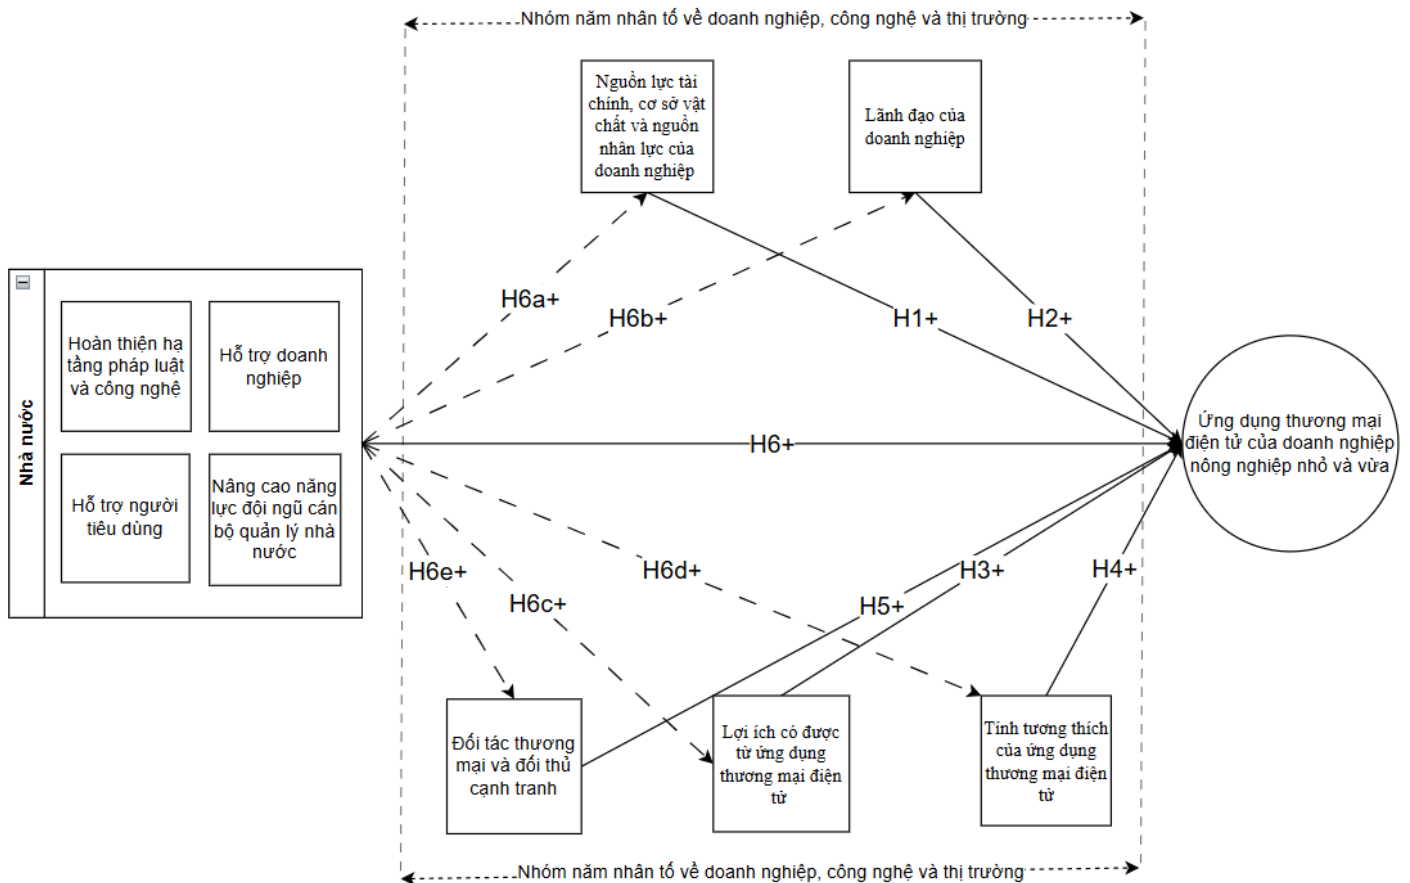 Nhóm năm nhân tố về doanh nghiệp, công nghệ và thị trường
Nguồn lực tài
chính, cơ sở vật
chất và nguồn
nhân lực của
doanh nghiệp
Lãnh đạo của
doanh nghiệp
H6a+
H6b+
H1+
H2+
Nhà nước
Hoàn thiện hạ
tầng pháp luật
và công nghệ
Hỗ trợ doanh
nghiệp
Hỗ trợ người
tiêu dùng
Nâng cao năng
lực đội ngũ cán
bộ quản lý nhà
nước
H6+
Ứng dụng thương mại
điện tử của doanh nghiệp
nông nghiệp nhỏ và vừa
H6e+
H6c+
H6d+
H5+
H3+
H4+
Đối tác thương
mại và đối thủ
cạnh tranh
Lợi ích có được
từ ứng dụng
thương mại điện
tử
Tính tương thích
của ứng dụng
thương mại điện
tử
Nhóm năm nhân tố về doanh nghiệp, công nghệ và thị trường